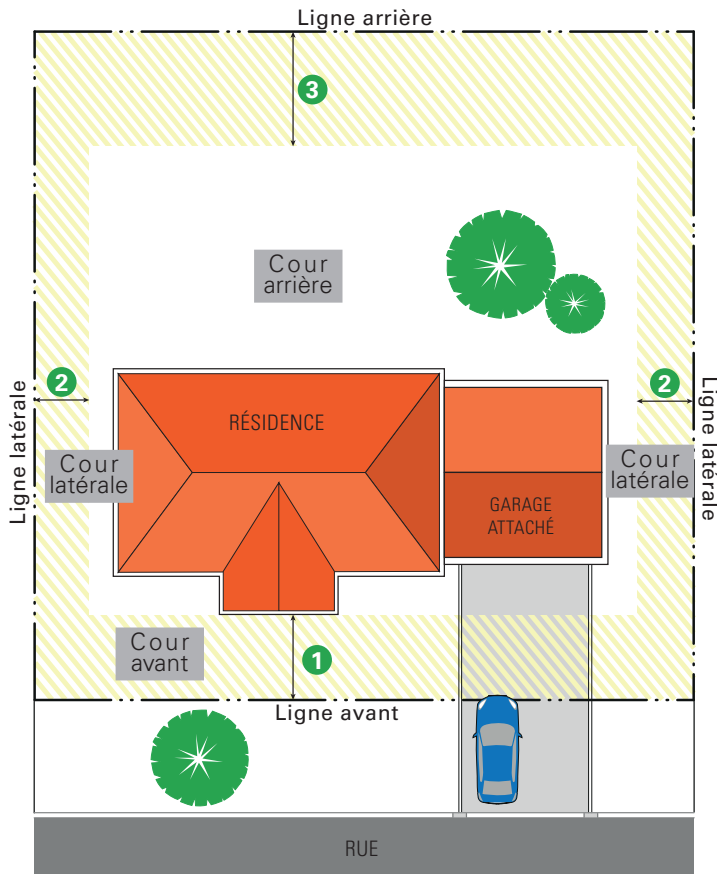 Ligne arrière
3
Cour
arrière
2
2
RÉSIDENCE
Ligne latérale
Cour
latérale
Cour
latérale
Ligne latérale
GARAGE
ATTACHÉ
Cour
avant
1
Ligne avant
RUE